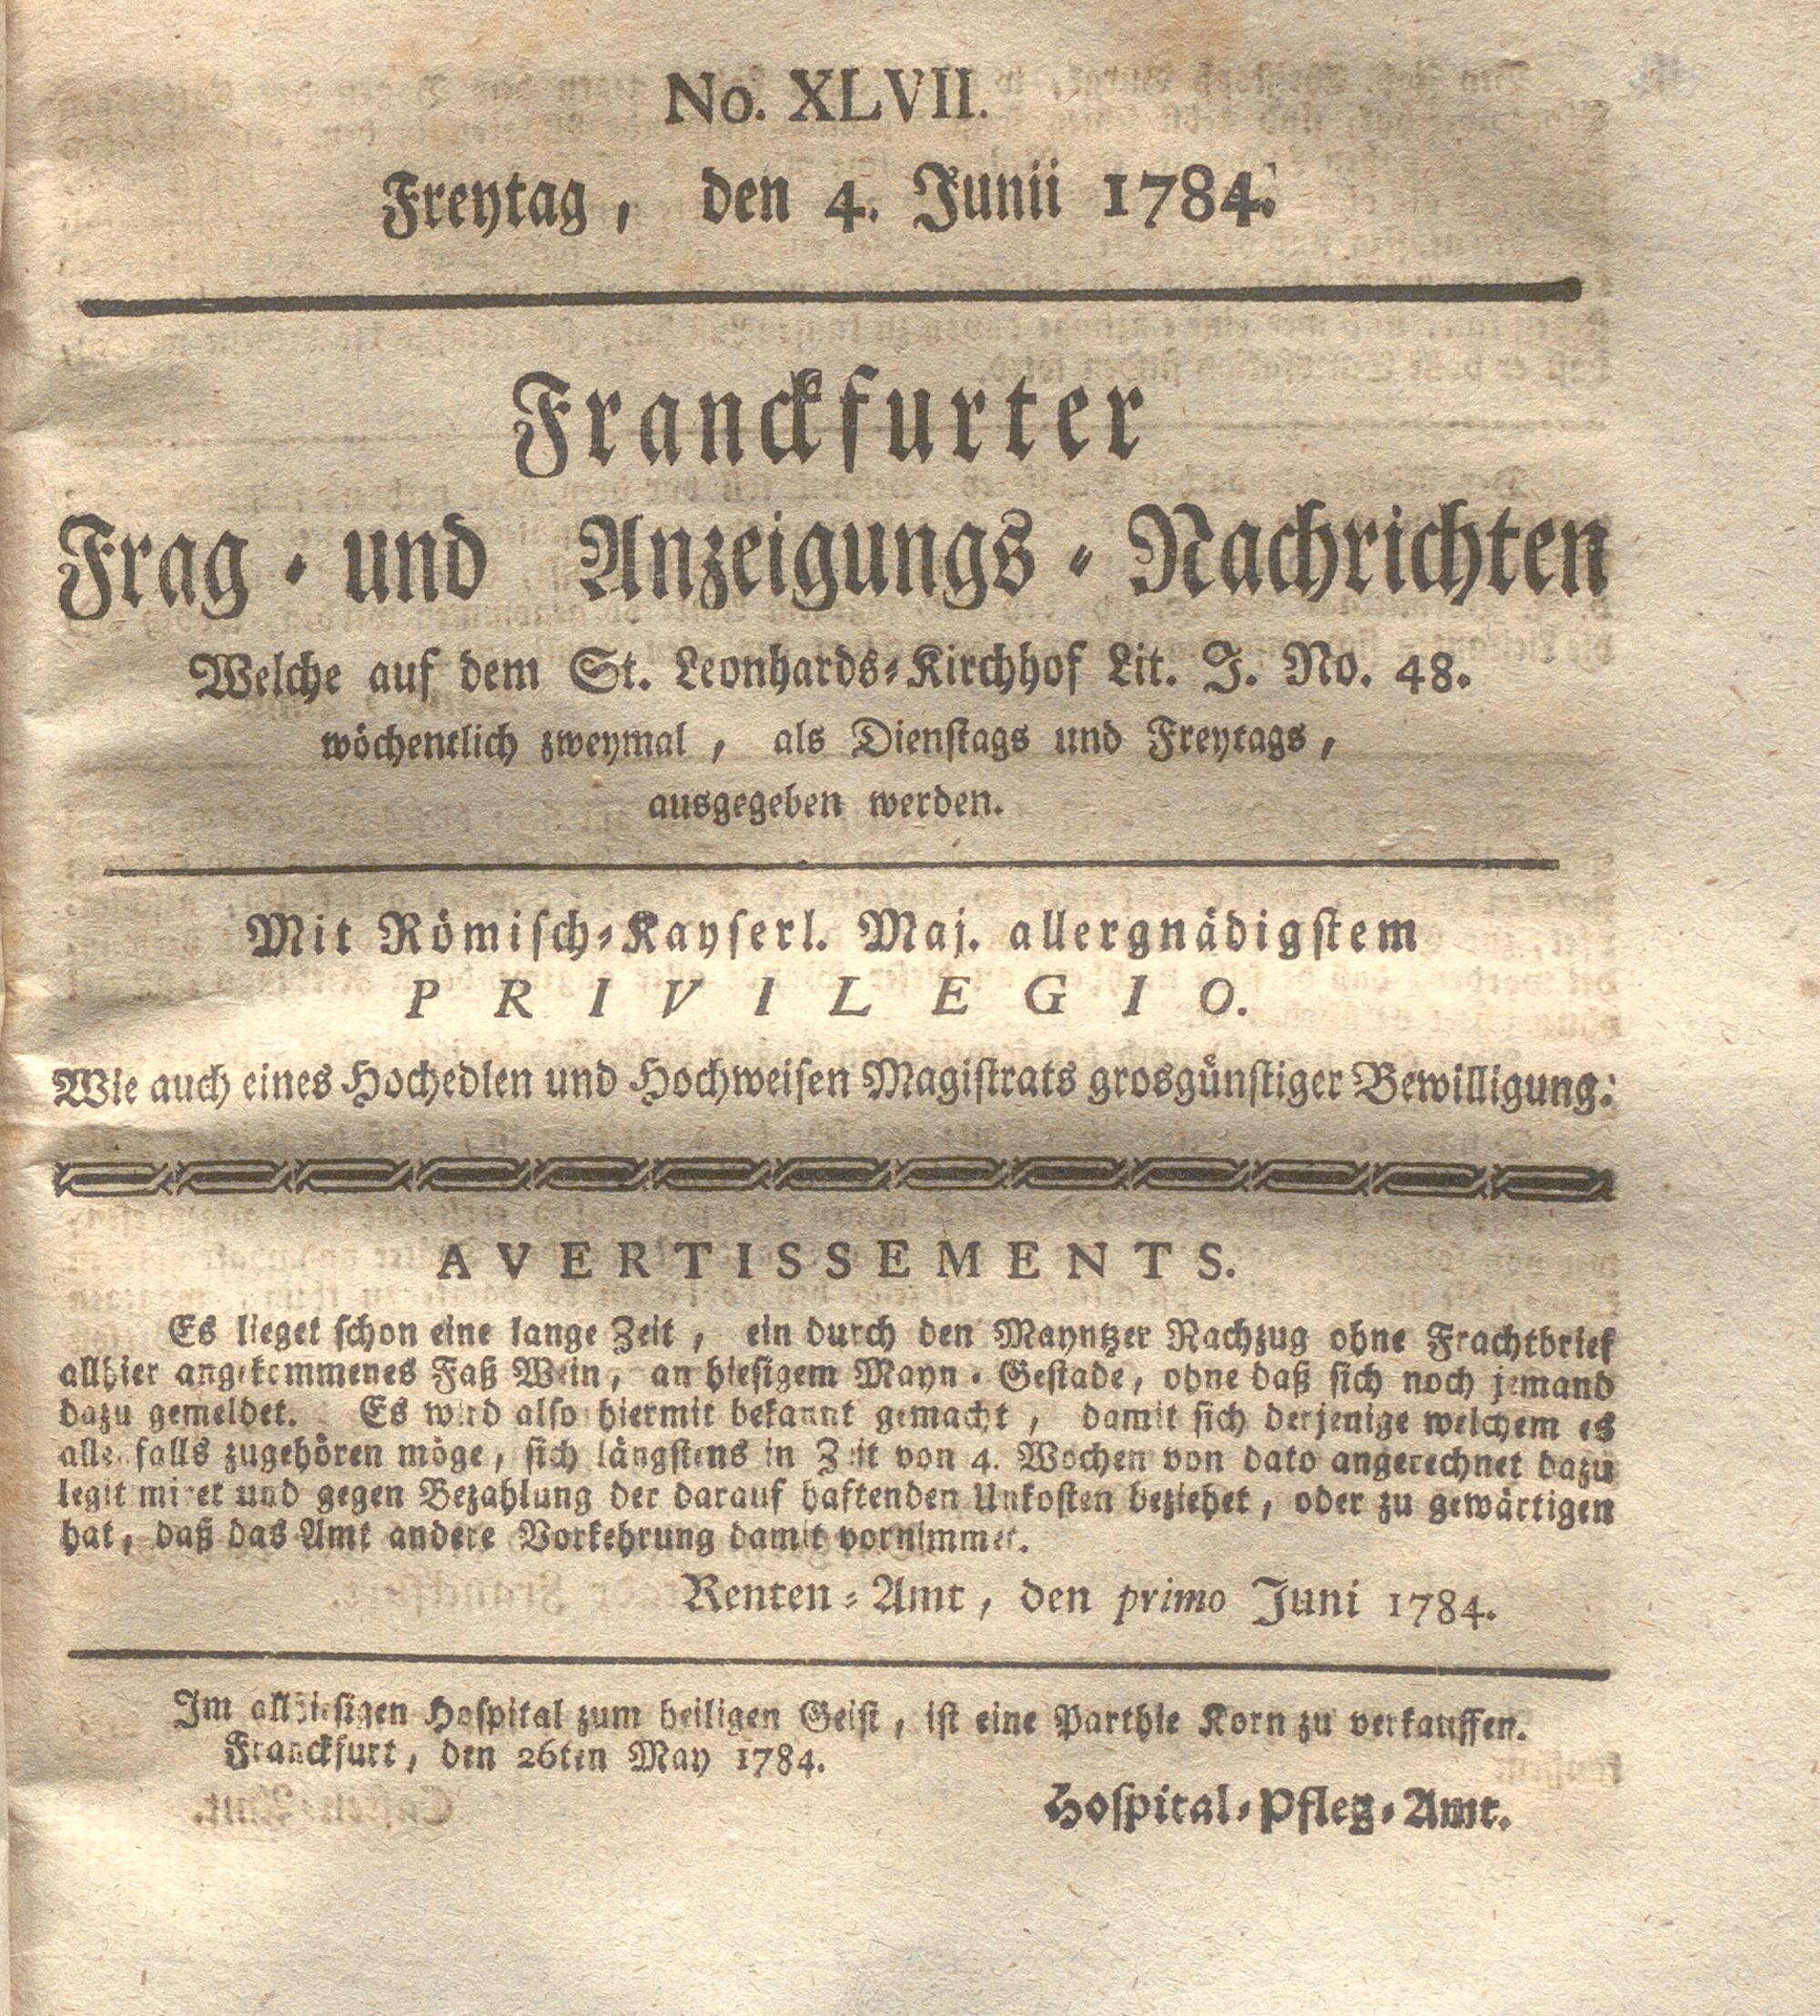 No. XLVII.
Freytag, den 4. Junii 1784.
Franckfurter
Frag- und Anzeigungs-Nachrichten
Welche auf dem St. Leonhards-Kirchhof Lit. J. No. 48.
wöchentlich zweymal, als Dienstags und Freytags,
ausgegeben werden.
Mit Römisch-Kayserl. Maj. allergnädigstem
PRIVILEGIO.
Wie auch eines Hochedlen und Hochweisen Magistrats grosgünstiger Bewilligung.
AVERTISSEMENTS.
Es lieget schon eine lange Zeit, ein durch den Mayntzer Nachzug ohne Frachtbrief
allhier angekommenes Faß Wein, an hiesigem Mayn-Gestade, ohne daß sich noch jemand
dazu gemeldet. Es wird also hiermit bekannt gemacht, damit sich derjenige welchem es
allenfalls zugehören möge, sich längstens in Zeit von 4. Wochen von dato angerechnet dazu
legitimiret und gegen Bezahlung der darauf haftenden Unkosten beziehet, oder zu gewärtigen
hat, daß das Amt andere Vorkehrung damit vornimmet.
Renten-Amt, den primo Juni 1784.
Im allhiesigen Hospital zum heiligen Geist, ist eine Parthie Korn zu verkauffen.
Franckfurt, den 26ten May 1784.
Hospital-Pfleg-Amt.